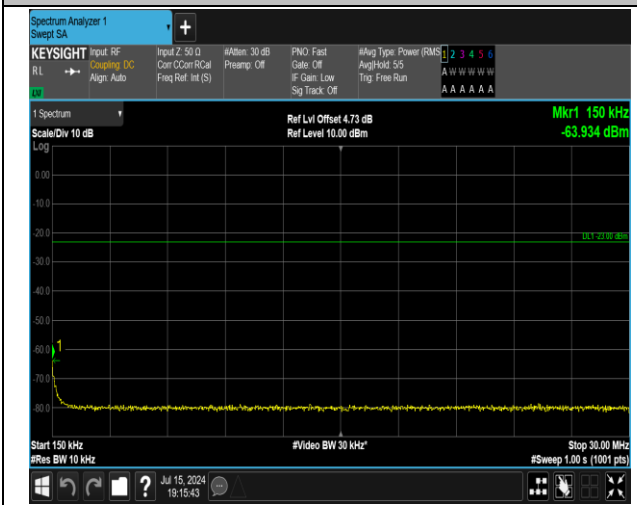 Spectrum Analyzer 1
Swept SA
+
KEYSIGHT
RL
LXI
Input: RF
Coupling: DC
Align: Auto
Input Z: 50 Ω
Corr CCorr RCal
Freq Ref: Int (S)
#Atten: 30 dB
Preamp: Off
PNO: Fast
Gate: Off
IF Gain: Low
Sig Track: Off
#Avg Type: Power (RMS
Avg|Hold: 5/5
Trig: Free Run
1 2 3 4 5 6
A W W W W W
A A A A A A
1 Spectrum
Scale/Div 10 dB
Log
Ref Lvl Offset 4.73 dB
Ref Level 10.00 dBm
Mkr1 150 kHz
-63.934 dBm
0.00
-10.0
-20.0
DL1 -23.00 dBm
-30.0
-40.0
-50.0
-60.0
1
-70.0
-80.0
Start 150 kHz
#Res BW 10 kHz
#Video BW 30 kHz*
Stop 30.00 MHz
#Sweep 1.00 s (1001 pts)
?
Jul 15, 2024
19:15:43